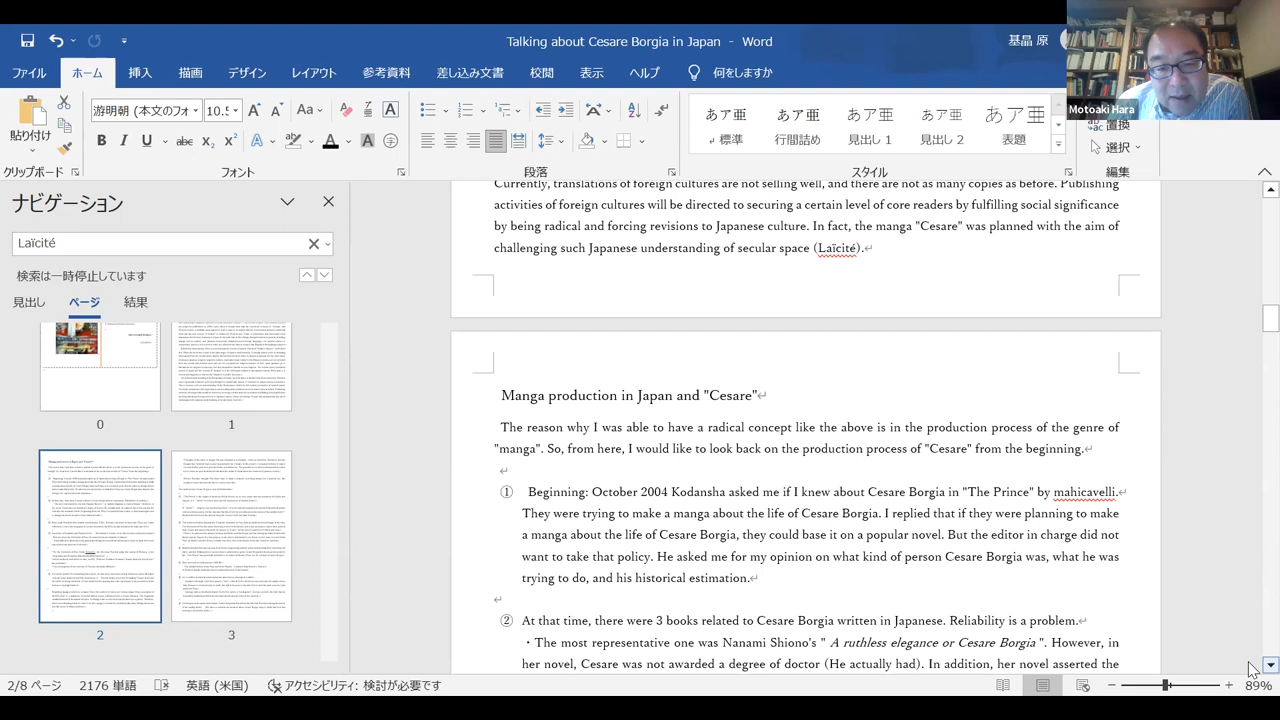 Talking about Cesare Borgia in Japan - Word
基晶 原
Motoaki Hara
ファイル
ホーム
挿入
描画
デザイン
レイアウト
参考資料
差し込み文書
校閲
表示
ヘルプ
何をしますか
貼り付け
クリップボード
游明朝 (本文のフォ
10.5
フォント
段落
あア亜
標準
あア亜
行間詰め
あア亜
見出し 1
あア亜
見出し 2
あア亜
表題
スタイル
置換
選択
編集
ナビゲーション
Laïcité
検索は一時停止しています
見出し
ページ
結果
0
1
2
3
Currently, translations of foreign cultures are not selling well, and there are not as many copies as before. Publishing
activities of foreign cultures will be directed to securing a certain level of core readers by fulfilling social significance
by being radical and forcing revisions to Japanese culture. In fact, the manga "Cesare" was planned with the aim of
challenging such Japanese understanding of secular space (Laïcité).
Manga production in Japan and "Cesare"
The reason why I was able to have a radical concept like the above is in the production process of the genre of
"manga". So, from here, I would like to look back on the production process of "Cesare" from the beginning.
① Beginning: October 2004 Kodansha asked me to talk about Cesare Borgia in "The Prince" by mahicavelli.
They were trying to make a manga about the life of Cesare Borgia. I replied that if they were planning to make
a manga about the life of Cesare Borgia, they should base it on a popular novel. But the editor in charge did not
want to take that policy. He asked me for the information about what kind of person Cesare Borgia was, what he was
trying to do, and his historical estimation.
② At that time, there were 3 books related to Cesare Borgia written in Japanese. Reliability is a problem.
・The most representative one was Nanami Shiono's " A ruthless elegance or Cesare Borgia ". However, in
her novel, Cesare was not awarded a degree of doctor (He actually had). In addition, her novel asserted the
2/8 ページ
2176 単語
英語 (米国)
アクセシビリティ: 検討が必要です
89%